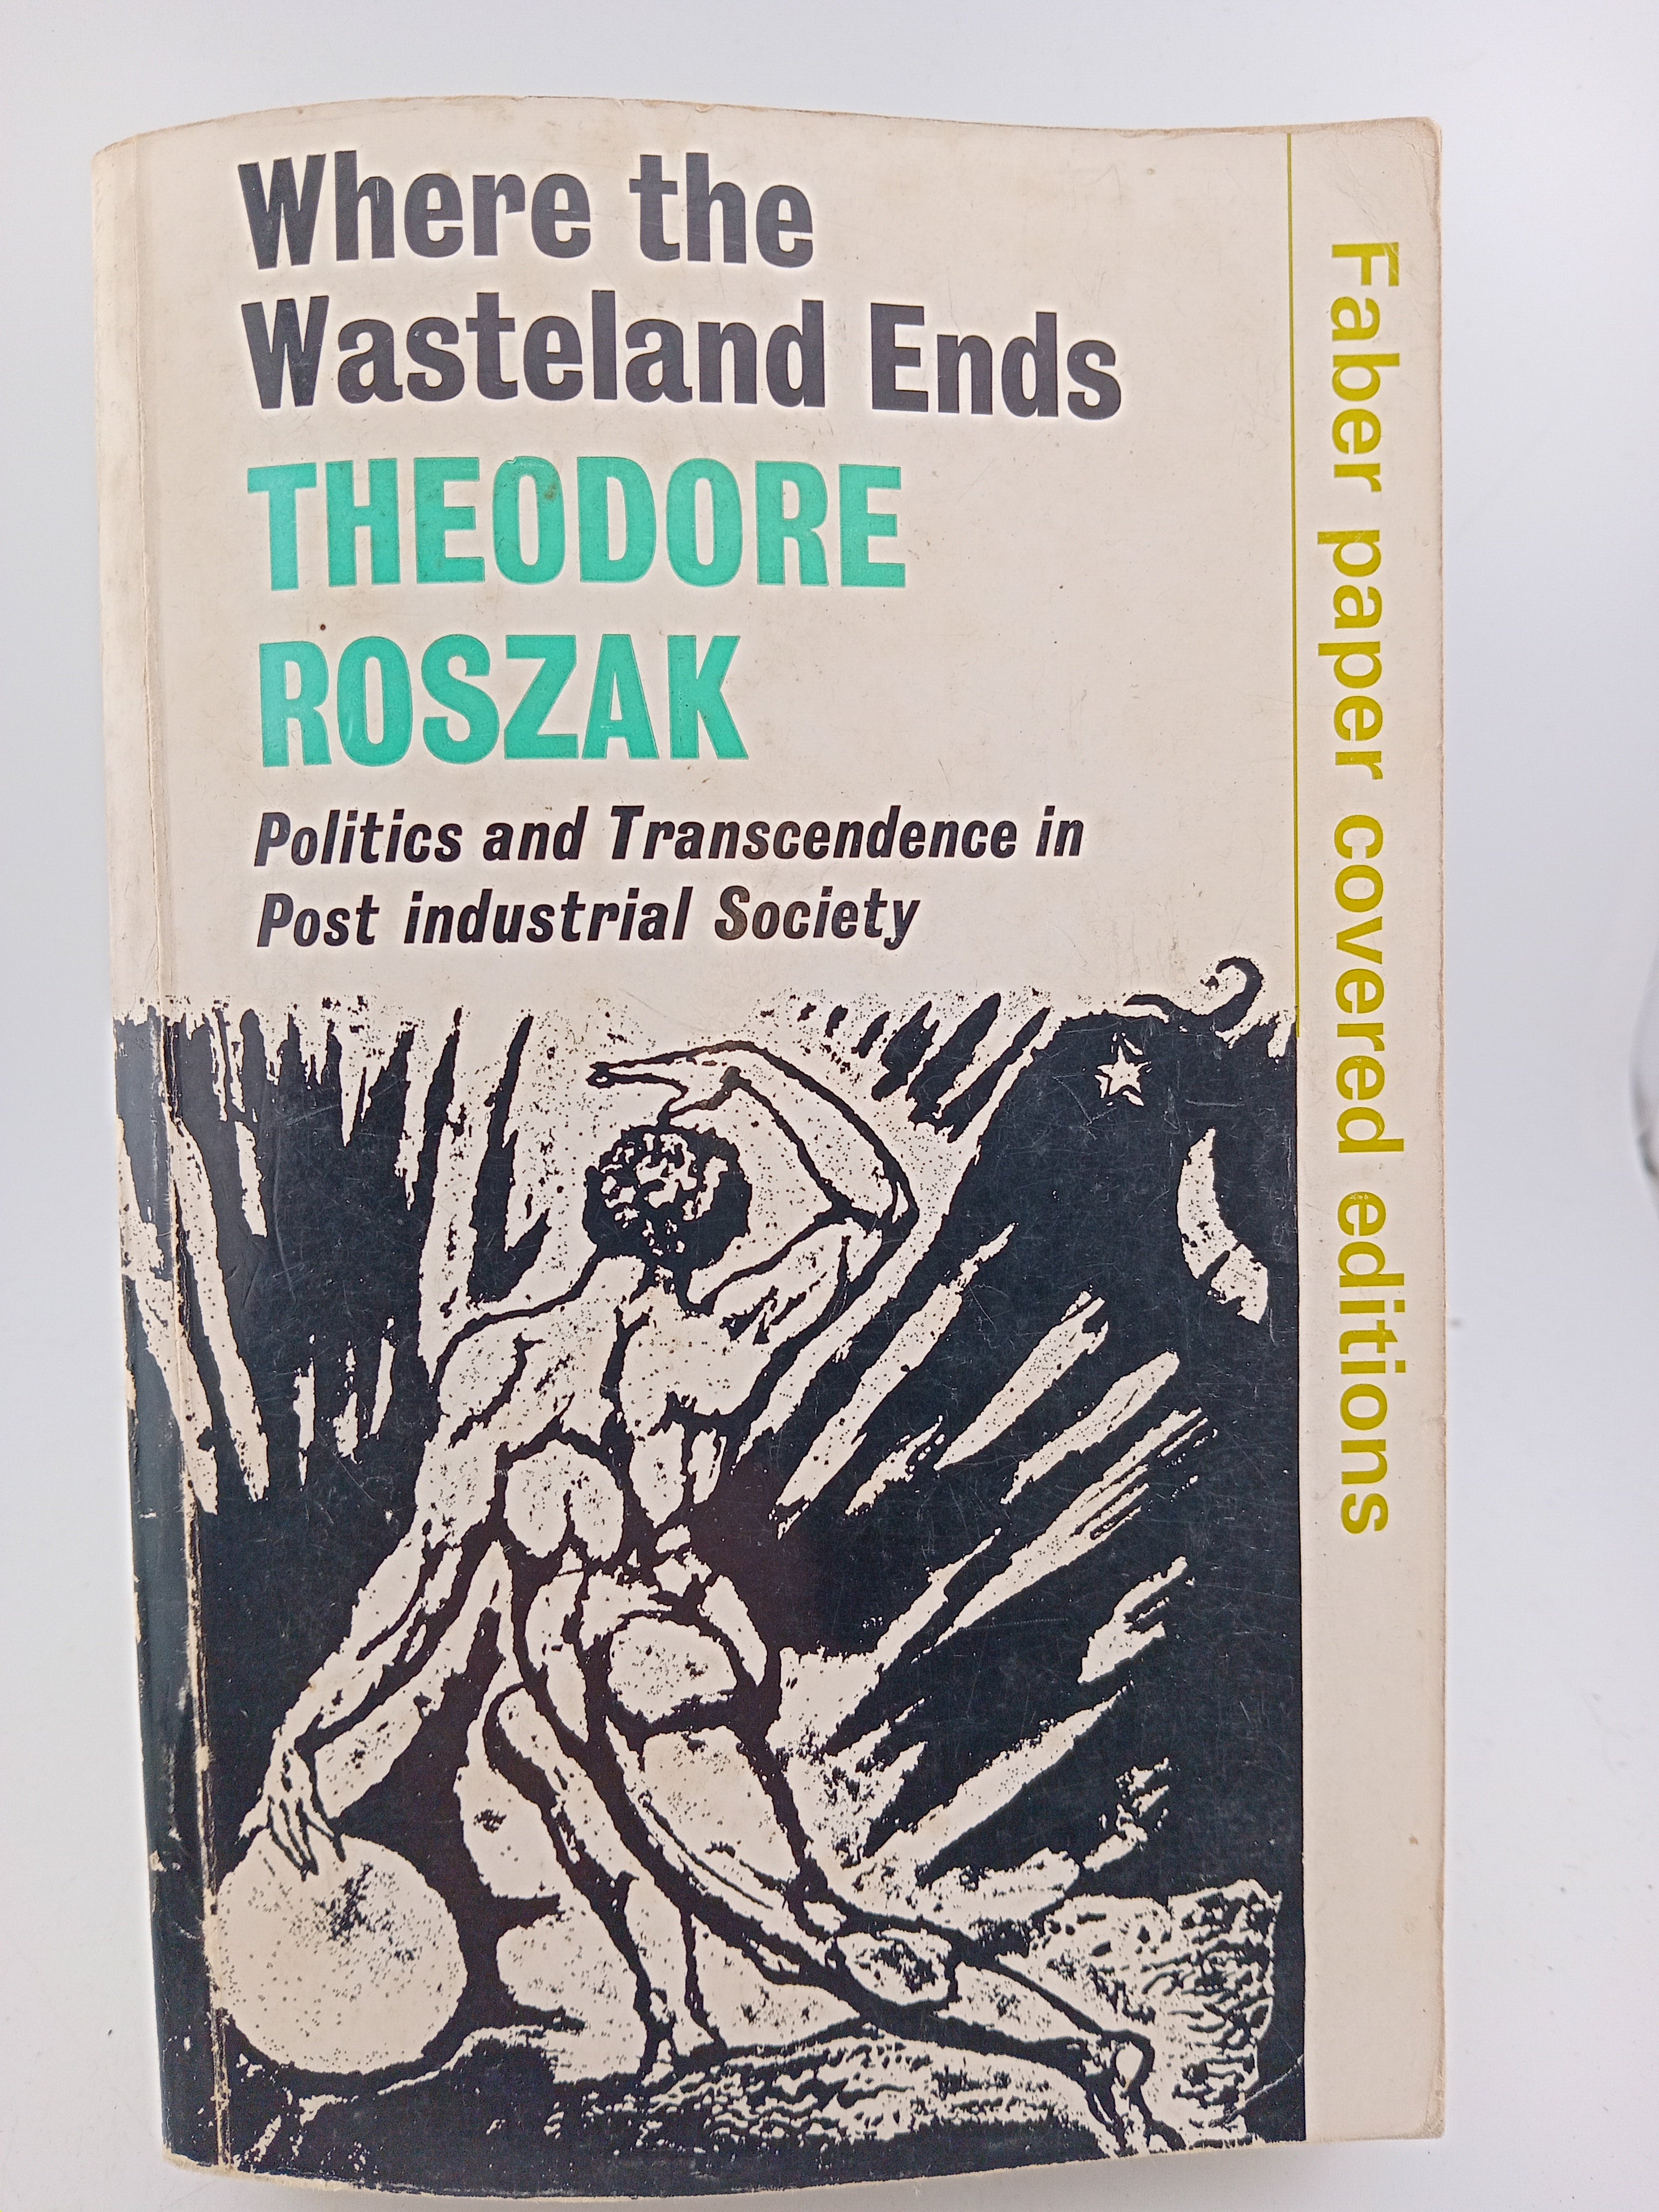 Where the
Wasteland Ends
THEODORE
ROSZAK
Politics and Transcendence in
Post industrial Society
Faber paper covered editions